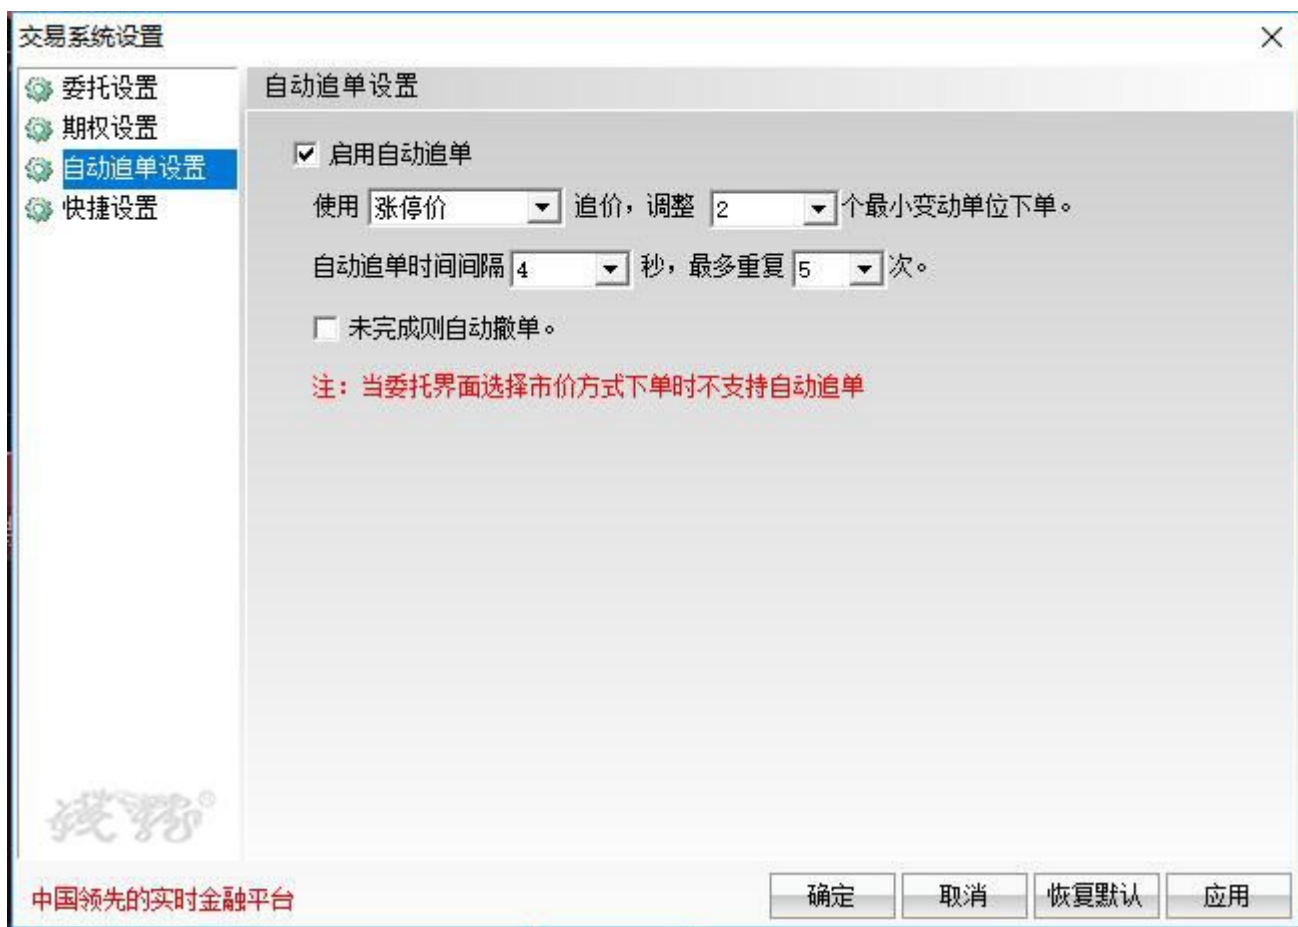 交易系统设置
委托设置
期权设置
自动追单设置
快捷设置
自动追单设置
启用自动追单
使用 涨停价 追价，调整 2 个最小变动单位下单。
自动追单时间间隔 4 秒，最多重复 5 次。
未完成则自动撤单。
注：当委托界面选择市价方式下单时不支持自动追单
钱龙®
中国领先的实时金融平台
确定 取消 恢复默认 应用